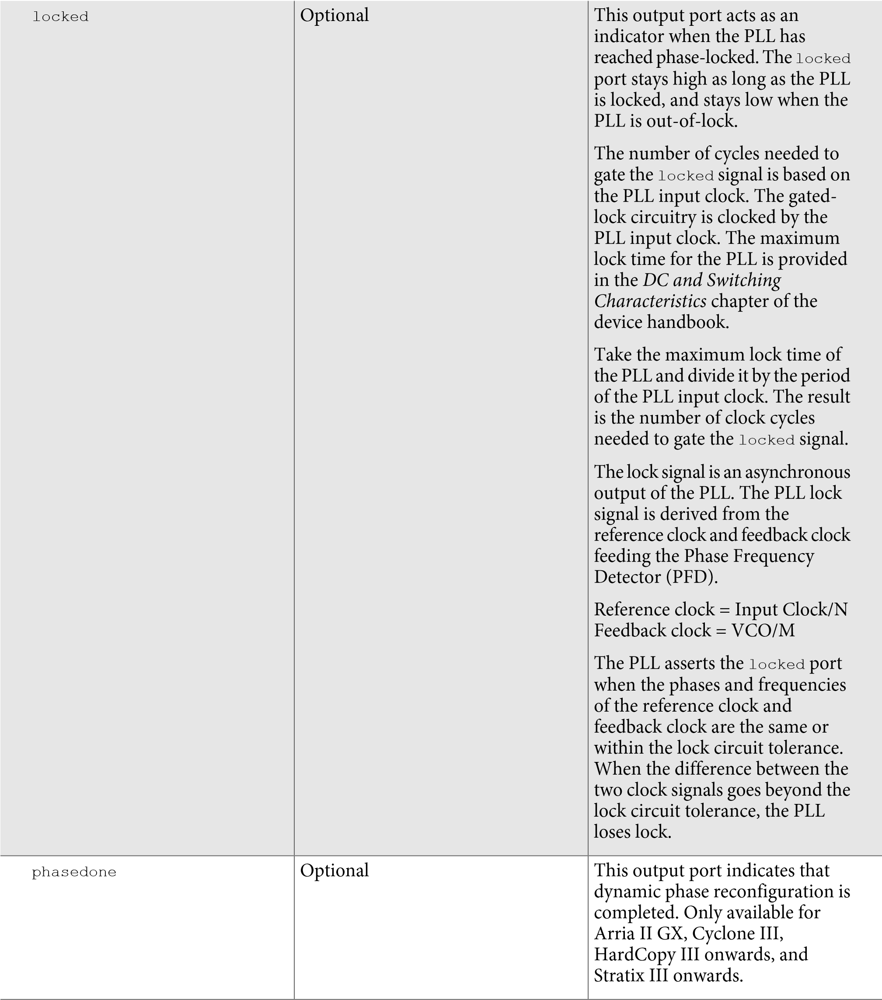 locked
Optional
This output port acts as an
indicator when the PLL has
reached phase-locked. The locked
port stays high as long as the PLL
is locked, and stays low when the
PLL is out-of-lock.
The number of cycles needed to
gate the locked signal is based on
the PLL input clock. The gated-
lock circuitry is clocked by the
PLL input clock. The maximum
lock time for the PLL is provided
in the DC and Switching
Characteristics chapter of the
device handbook.
Take the maximum lock time of
the PLL and divide it by the period
of the PLL input clock. The result
is the number of clock cycles
needed to gate the locked signal.
The lock signal is an asynchronous
output of the PLL. The PLL lock
signal is derived from the
reference clock and feedback clock
feeding the Phase Frequency
Detector (PFD).
Reference clock = Input Clock/N
Feedback clock = VCO/M
The PLL asserts the locked port
when the phases and frequencies
of the reference clock and
feedback clock are the same or
within the lock circuit tolerance.
When the difference between the
two clock signals goes beyond the
lock circuit tolerance, the PLL
loses lock.
phasedone
Optional
This output port indicates that
dynamic phase reconfiguration is
completed. Only available for
Arria II GX, Cyclone III,
HardCopy III onwards, and
Stratix III onwards.